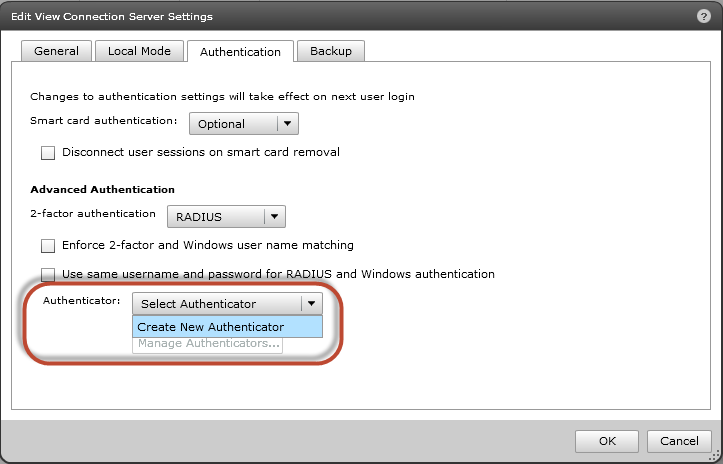 Edit View Connection Server Settings ?
General Local Mode Authentication Backup
Changes to authentication settings will take effect on next user login
Smart card authentication: Optional
Disconnect user sessions on smart card removal
Advanced Authentication
2-factor authentication RADIUS
Enforce 2-factor and Windows user name matching
Use same username and password for RADIUS and Windows authentication
Authenticator: Select Authenticator
Create New Authenticator
Manage Authenticators...
OK Cancel